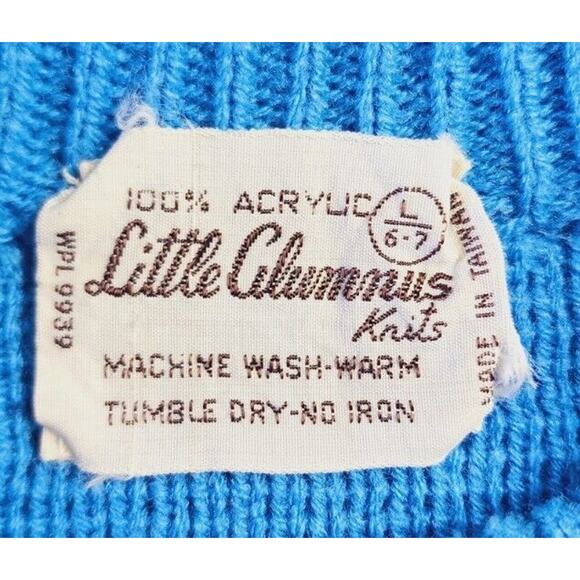 100% ACRYLIC
L
6-7
Little Alumnus
Knits
MACHINE WASH-WARM
TUMBLE DRY-NO IRON
WPL 9939
MADE IN TAIWAN